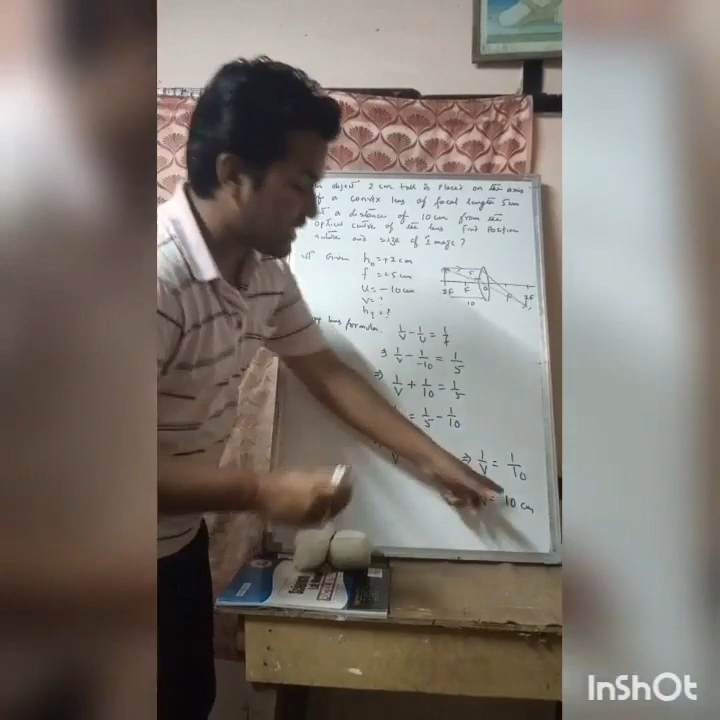 object 2 cm tall is placed on the axis
of a convex lens of focal length 5 cm
at a distance of 10 cm from the
optical centre of the lens Find Position
nature and size of Image?
Given h₀ = +2 cm
f = +5 cm
u = - 10 cm
v = ?
h =?
F
2F F O
F 2F
10
lens formula
1/v - 1/v = 1/f
⇒ 1/v - 1/-10 = 1/5
⇒ 1/v + 1/10 = 1/5
= 1/5 - 1/10
v
⇒ 1/v = 1/10
v = 10 cm
Science
InShOt